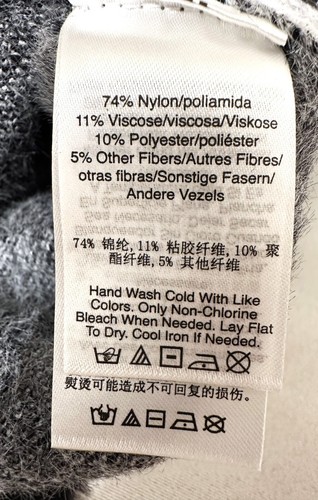 74% Nylon/poliamida
11% Viscose/viscosa/Viskose
10% Polyester/poliéster
5% Other Fibers/Autres Fibres/
otras fibras/Sonstige Fasern/
Andere Vezels
74% 锦纶, 11% 粘胶纤维, 10% 聚
酯纤维, 5% 其他纤维
Hand Wash Cold With Like
Colors. Only Non-Chlorine
Bleach When Needed. Lay Flat
To Dry. Cool Iron If Needed.
熨烫可能造成不可回复的损伤。